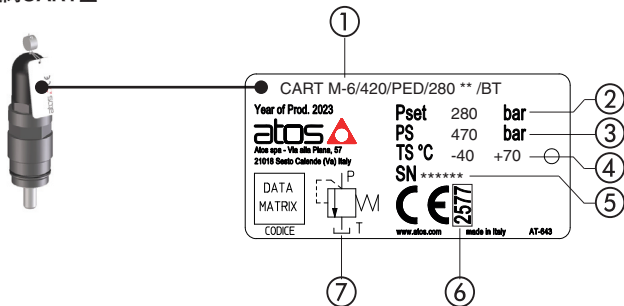 ①
CART M-6/420/PED/280 ** /BT
Year of Prod. 2023
Pset 280 bar ②
PS 470 bar ③
TS °C -40 +70 ④
SN ****** ⑤
atos
Atos spa - Via alla Piana, 57
21018 Sesto Calende (Va) Italy
DATA
MATRIX
CODICE
P
T
CE 2577
www.atos.com made in Italy AT-643
⑦ ⑥